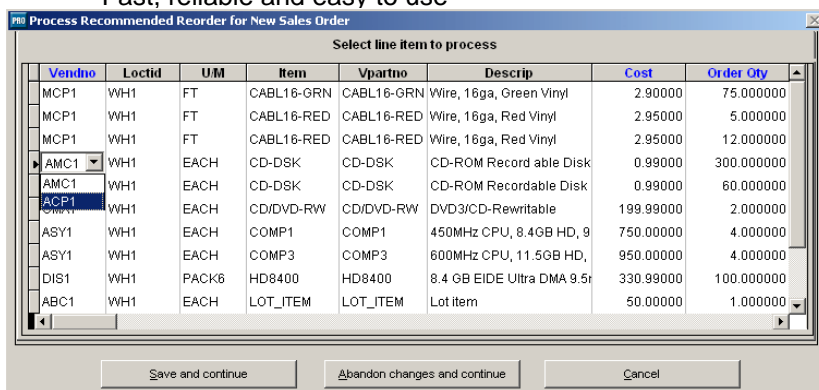 Fast, reliable and easy to use
PRO Process Recommended Reorder for New Sales Order
Select line item to process
Vendno Loctid U/M Item Vpartno Descrip Cost Order Qty
MCP1 WH1 FT CABL16-GRN CABL16-GRN Wire, 16ga, Green Vinyl 2.90000 75.000000
MCP1 WH1 FT CABL16-RED CABL16-RED Wire, 16ga, Red Vinyl 2.95000 5.000000
MCP1 WH1 FT CABL16-RED CABL16-RED Wire, 16ga, Red Vinyl 2.95000 12.000000
AMC1 WH1 EACH CD-DSK CD-DSK CD-ROM Record able Disk 0.99000 300.000000
AMC1 WH1 EACH CD-DSK CD-DSK CD-ROM Recordable Disk 0.99000 60.000000
ACP1 WH1 EACH CD/DVD-RW CD/DVD-RW DVD3/CD-Rewritable 199.99000 2.000000
ASY1 WH1 EACH COMP1 COMP1 450MHz CPU, 8.4GB HD, 9 750.00000 4.000000
ASY1 WH1 EACH COMP3 COMP3 600MHz CPU, 11.5GB HD, 950.00000 4.000000
DIS1 WH1 PACK6 HD8400 HD8400 8.4 GB EIDE Ultra DMA 9.5 330.99000 100.000000
ABC1 WH1 EACH LOT_ITEM LOT_ITEM Lot item 50.00000 1.000000
Save and continue Abandon changes and continue Cancel